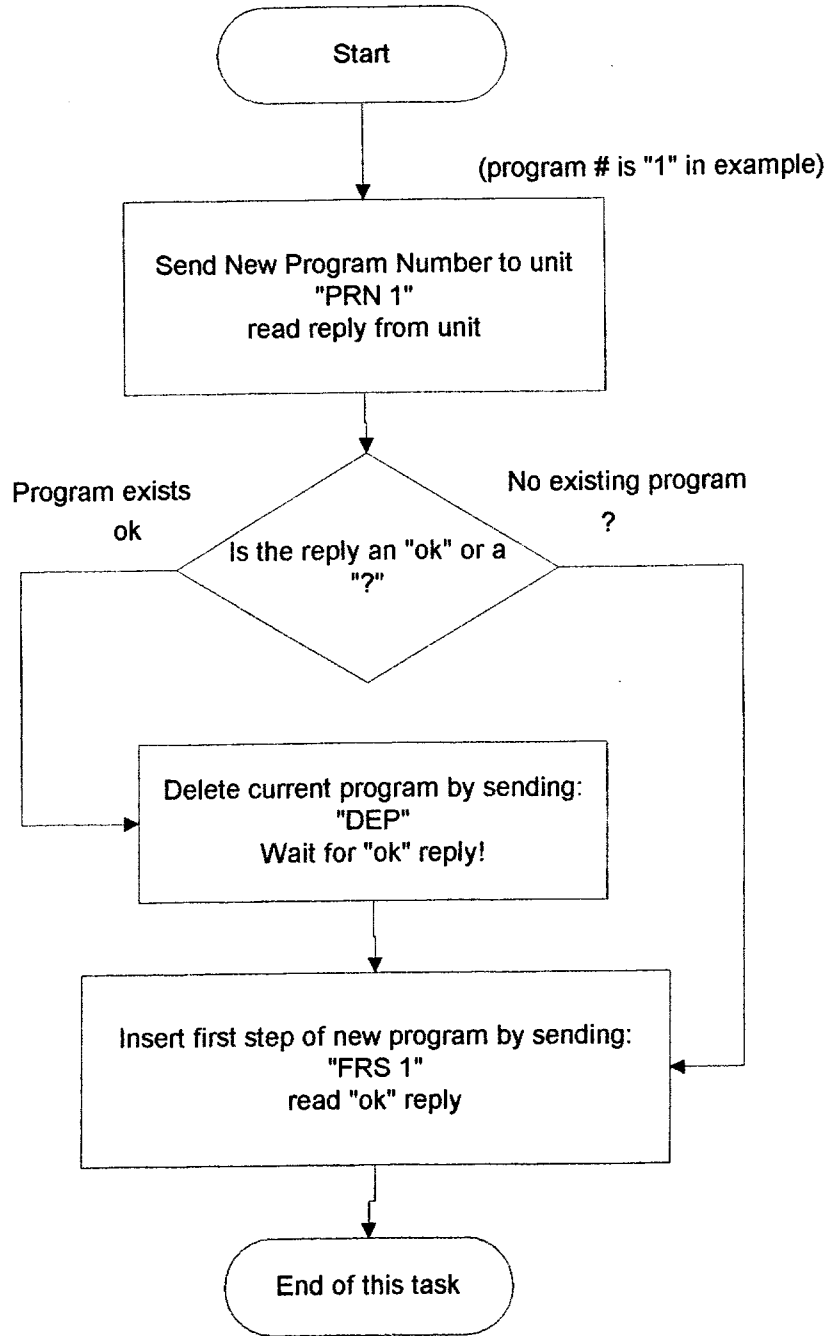 Start
(program # is "1" in example)
Send New Program Number to unit
"PRN 1"
read reply from unit
Program exists
ok
No existing program
?
Is the reply an "ok" or a
"?"
Delete current program by sending:
"DEP"
Wait for "ok" reply!
Insert first step of new program by sending:
"FRS 1"
read "ok" reply
End of this task